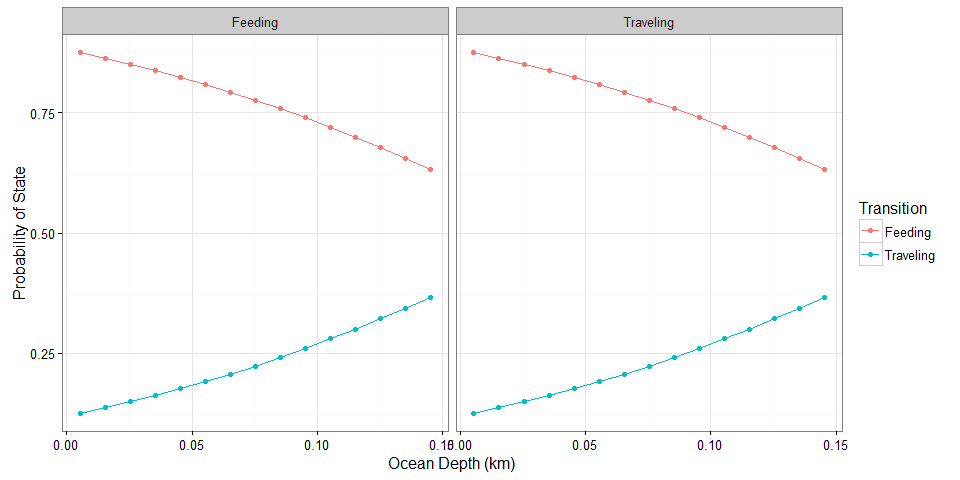 Feeding
Traveling
Probability of State
0.75
0.50
0.25
0.00
0.05
0.10
0.15
0.00
0.05
0.10
0.15
Ocean Depth (km)
Transition
Feeding
Traveling